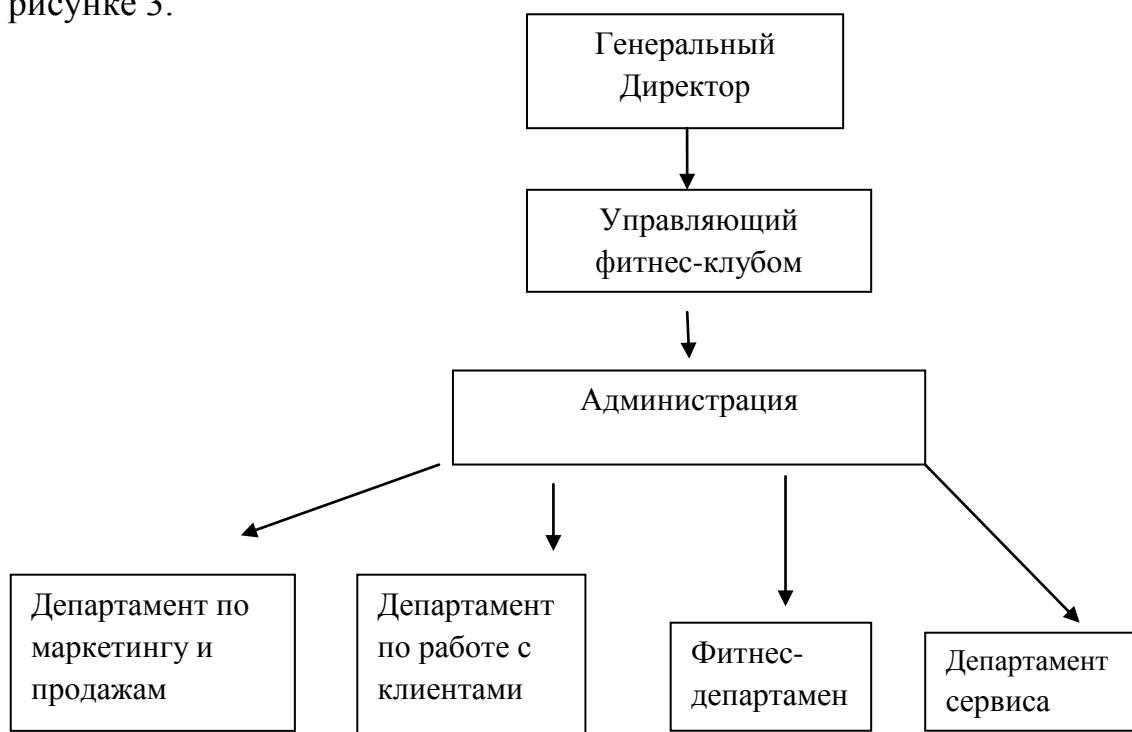 рисунке 3.
Генеральный
Директор
Управляющий
фитнес-клубом
Администрация
Департамент по
маркетингу и
продажам
Департамент
по работе с
клиентами
Фитнес-
департамен
Департамент
сервиса